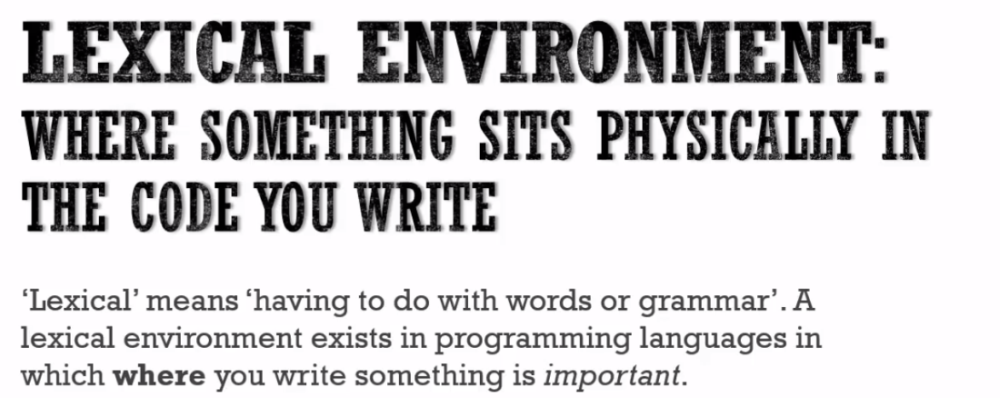 LEXICAL ENVIRONMENT:
WHERE SOMETHING SITS PHYSICALLY IN
THE CODE YOU WRITE
‘Lexical’ means ‘having to do with words or grammar’. A
lexical environment exists in programming languages in
which where you write something is important.